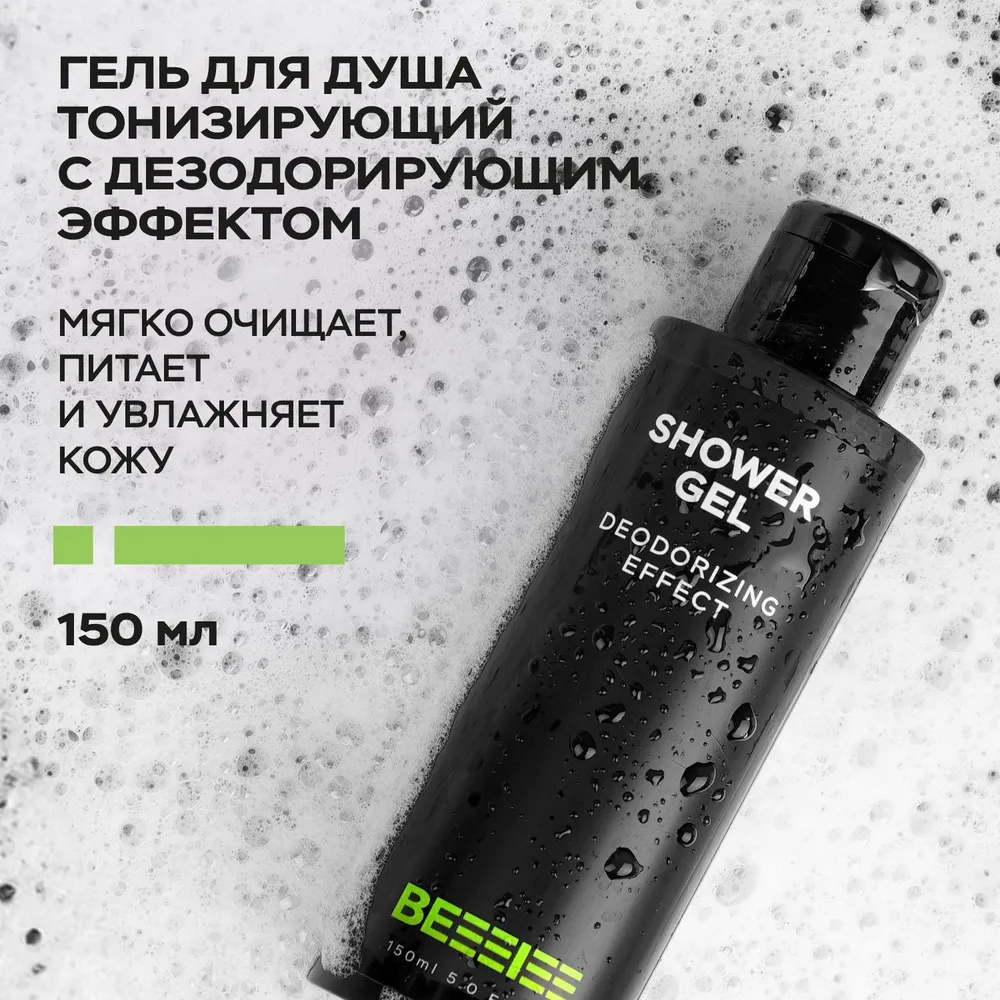 ГЕЛЬ ДЛЯ ДУША
ТОНИЗИРУЮЩИЙ
С ДЕЗОДОРИРУЮЩИМ
ЭФФЕКТОМ
МЯГКО ОЧИЩАЕТ,
ПИТАЕТ
И УВЛАЖНЯЕТ
КОЖУ
150 мл
SHOWER
GEL
DEODORIZING
EFFECT
150ml 5.0 F